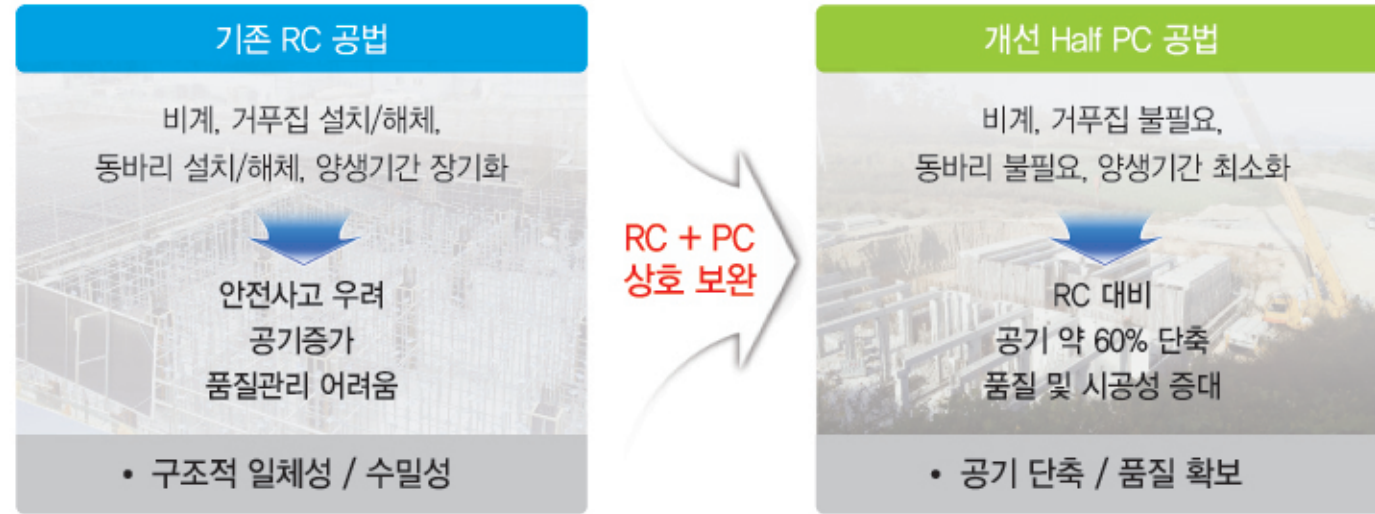 기존 RC 공법
비계, 거푸집 설치/해체,
동바리 설치/해체, 양생기간 장기화
안전사고 우려
공기증가
품질관리 어려움
• 구조적 일체성 / 수밀성
RC + PC
상호 보완
개선 Half PC 공법
비계, 거푸집 불필요,
동바리 불필요, 양생기간 최소화
RC 대비
공기 약 60% 단축
품질 및 시공성 증대
• 공기 단축 / 품질 확보